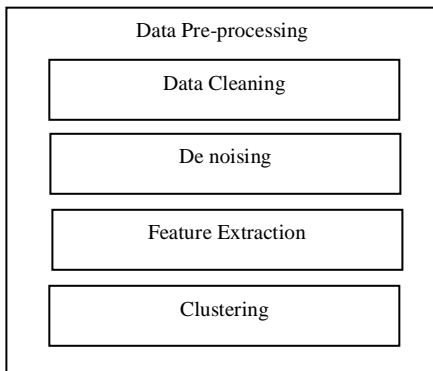 Data Pre-processing
Data Cleaning
De noising
Feature Extraction
Clustering